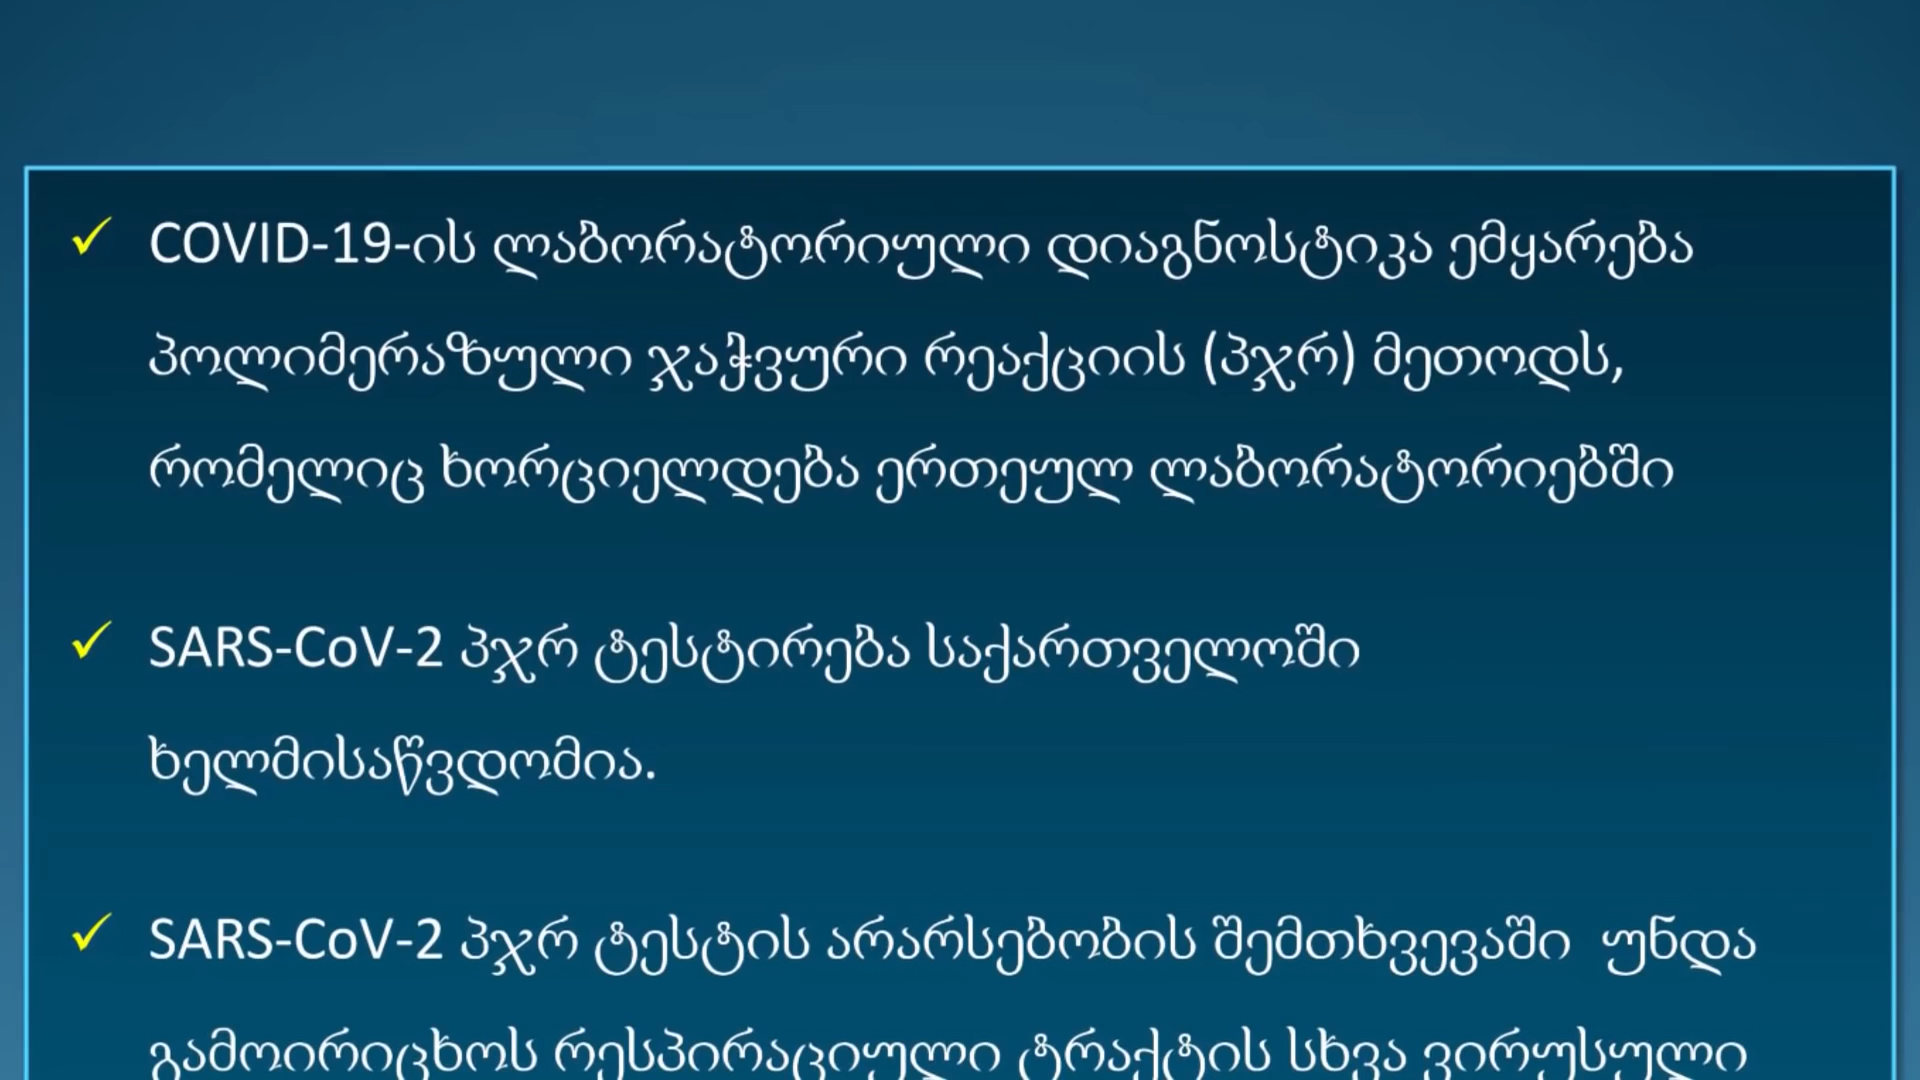 ✓ COVID-19-ის ლაბორატორიული დიაგნოსტიკა ემყარება
პოლიმერაზული ჯაჭვური რეაქციის (პჯრ) მეთოდს,
რომელიც ხორციელდება ერთეულ ლაბორატორიებში
✓ SARS-CoV-2 პჯრ ტესტირება საქართველოში
ხელმისაწვდომია.
✓ SARS-CoV-2 პჯრ ტესტის არარსებობის შემთხვევაში უნდა
გამოირიცხოს რესპირაციული ტრაქტის სხვა ვირუსული